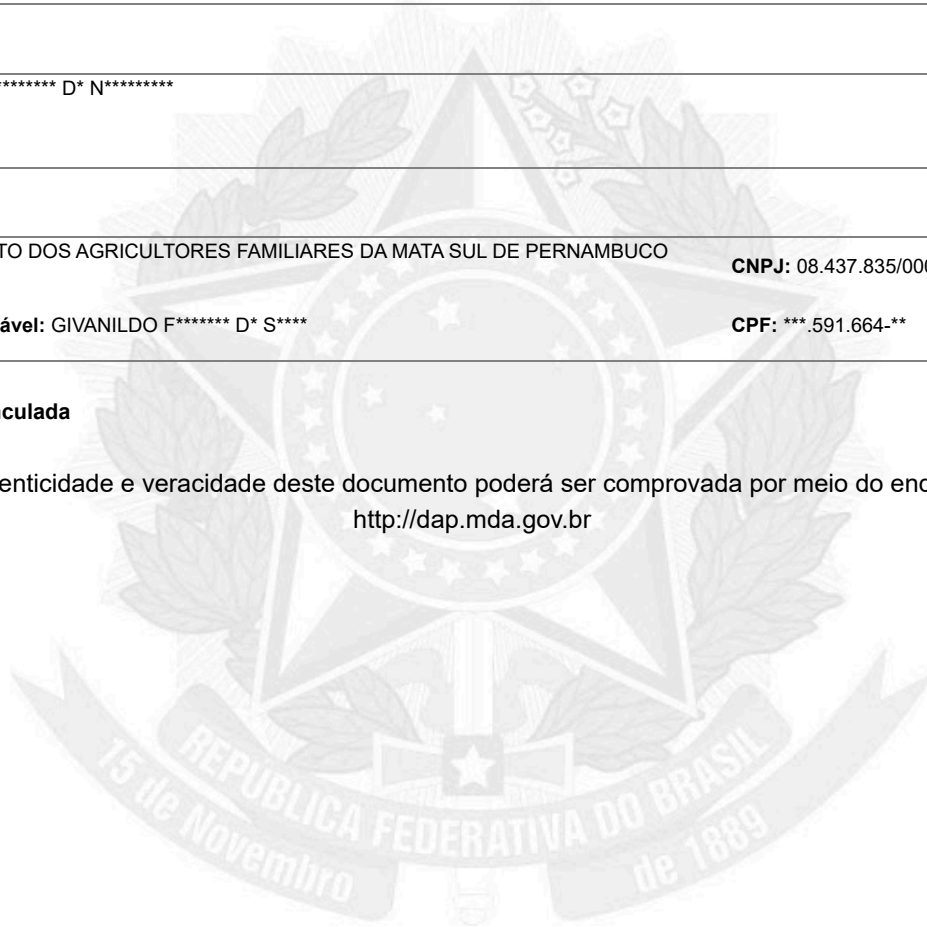 ******** D* N*********
TO DOS AGRICULTORES FAMILIARES DA MATA SUL DE PERNAMBUCO
CNPJ: 08.437.835/000
ável: GIVANILDO F******* D* S****
CPF: ***.591.664-**
culada
enticidade e veracidade deste documento poderá ser comprovada por meio do end
http://dap.mda.gov.br
REPÚBLICA FEDERATIVA DO BRASIL
15 de Novembro
de 1889